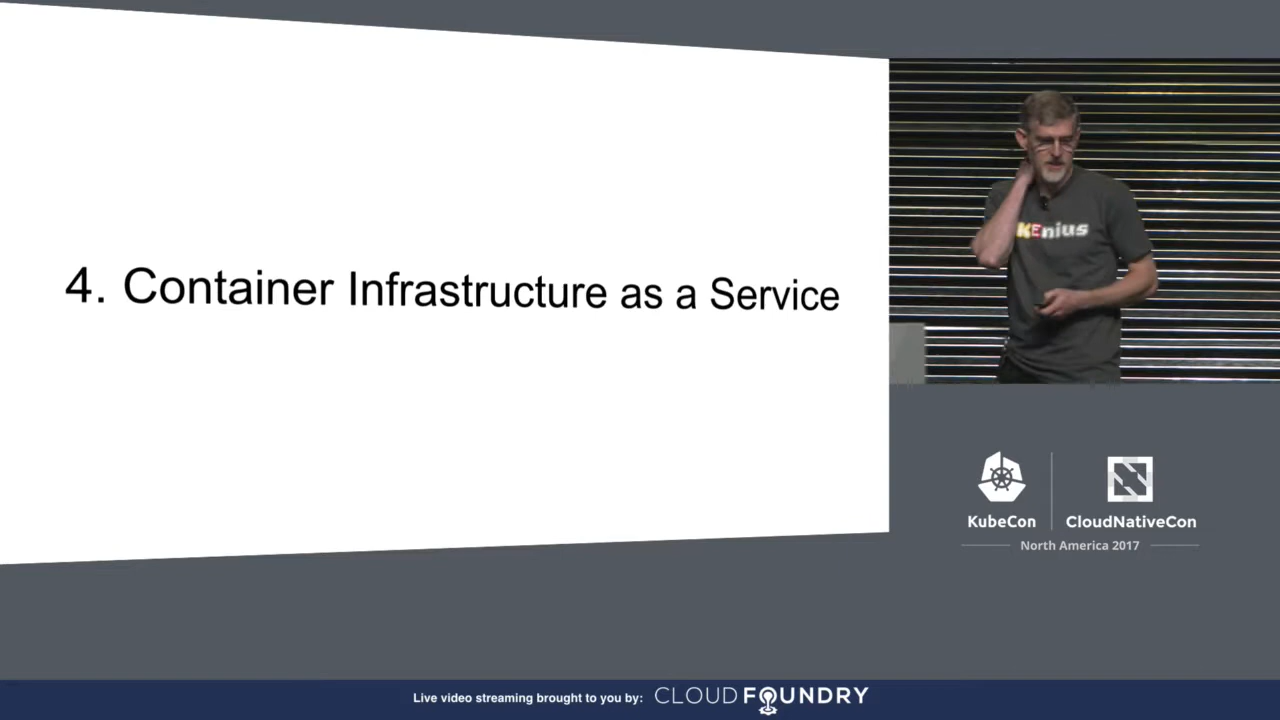 4. Container Infrastructure as a Service
KEnius
KubeCon
CloudNativeCon
North America 2017
Live video streaming brought to you by: CLOUD FOUNDRY